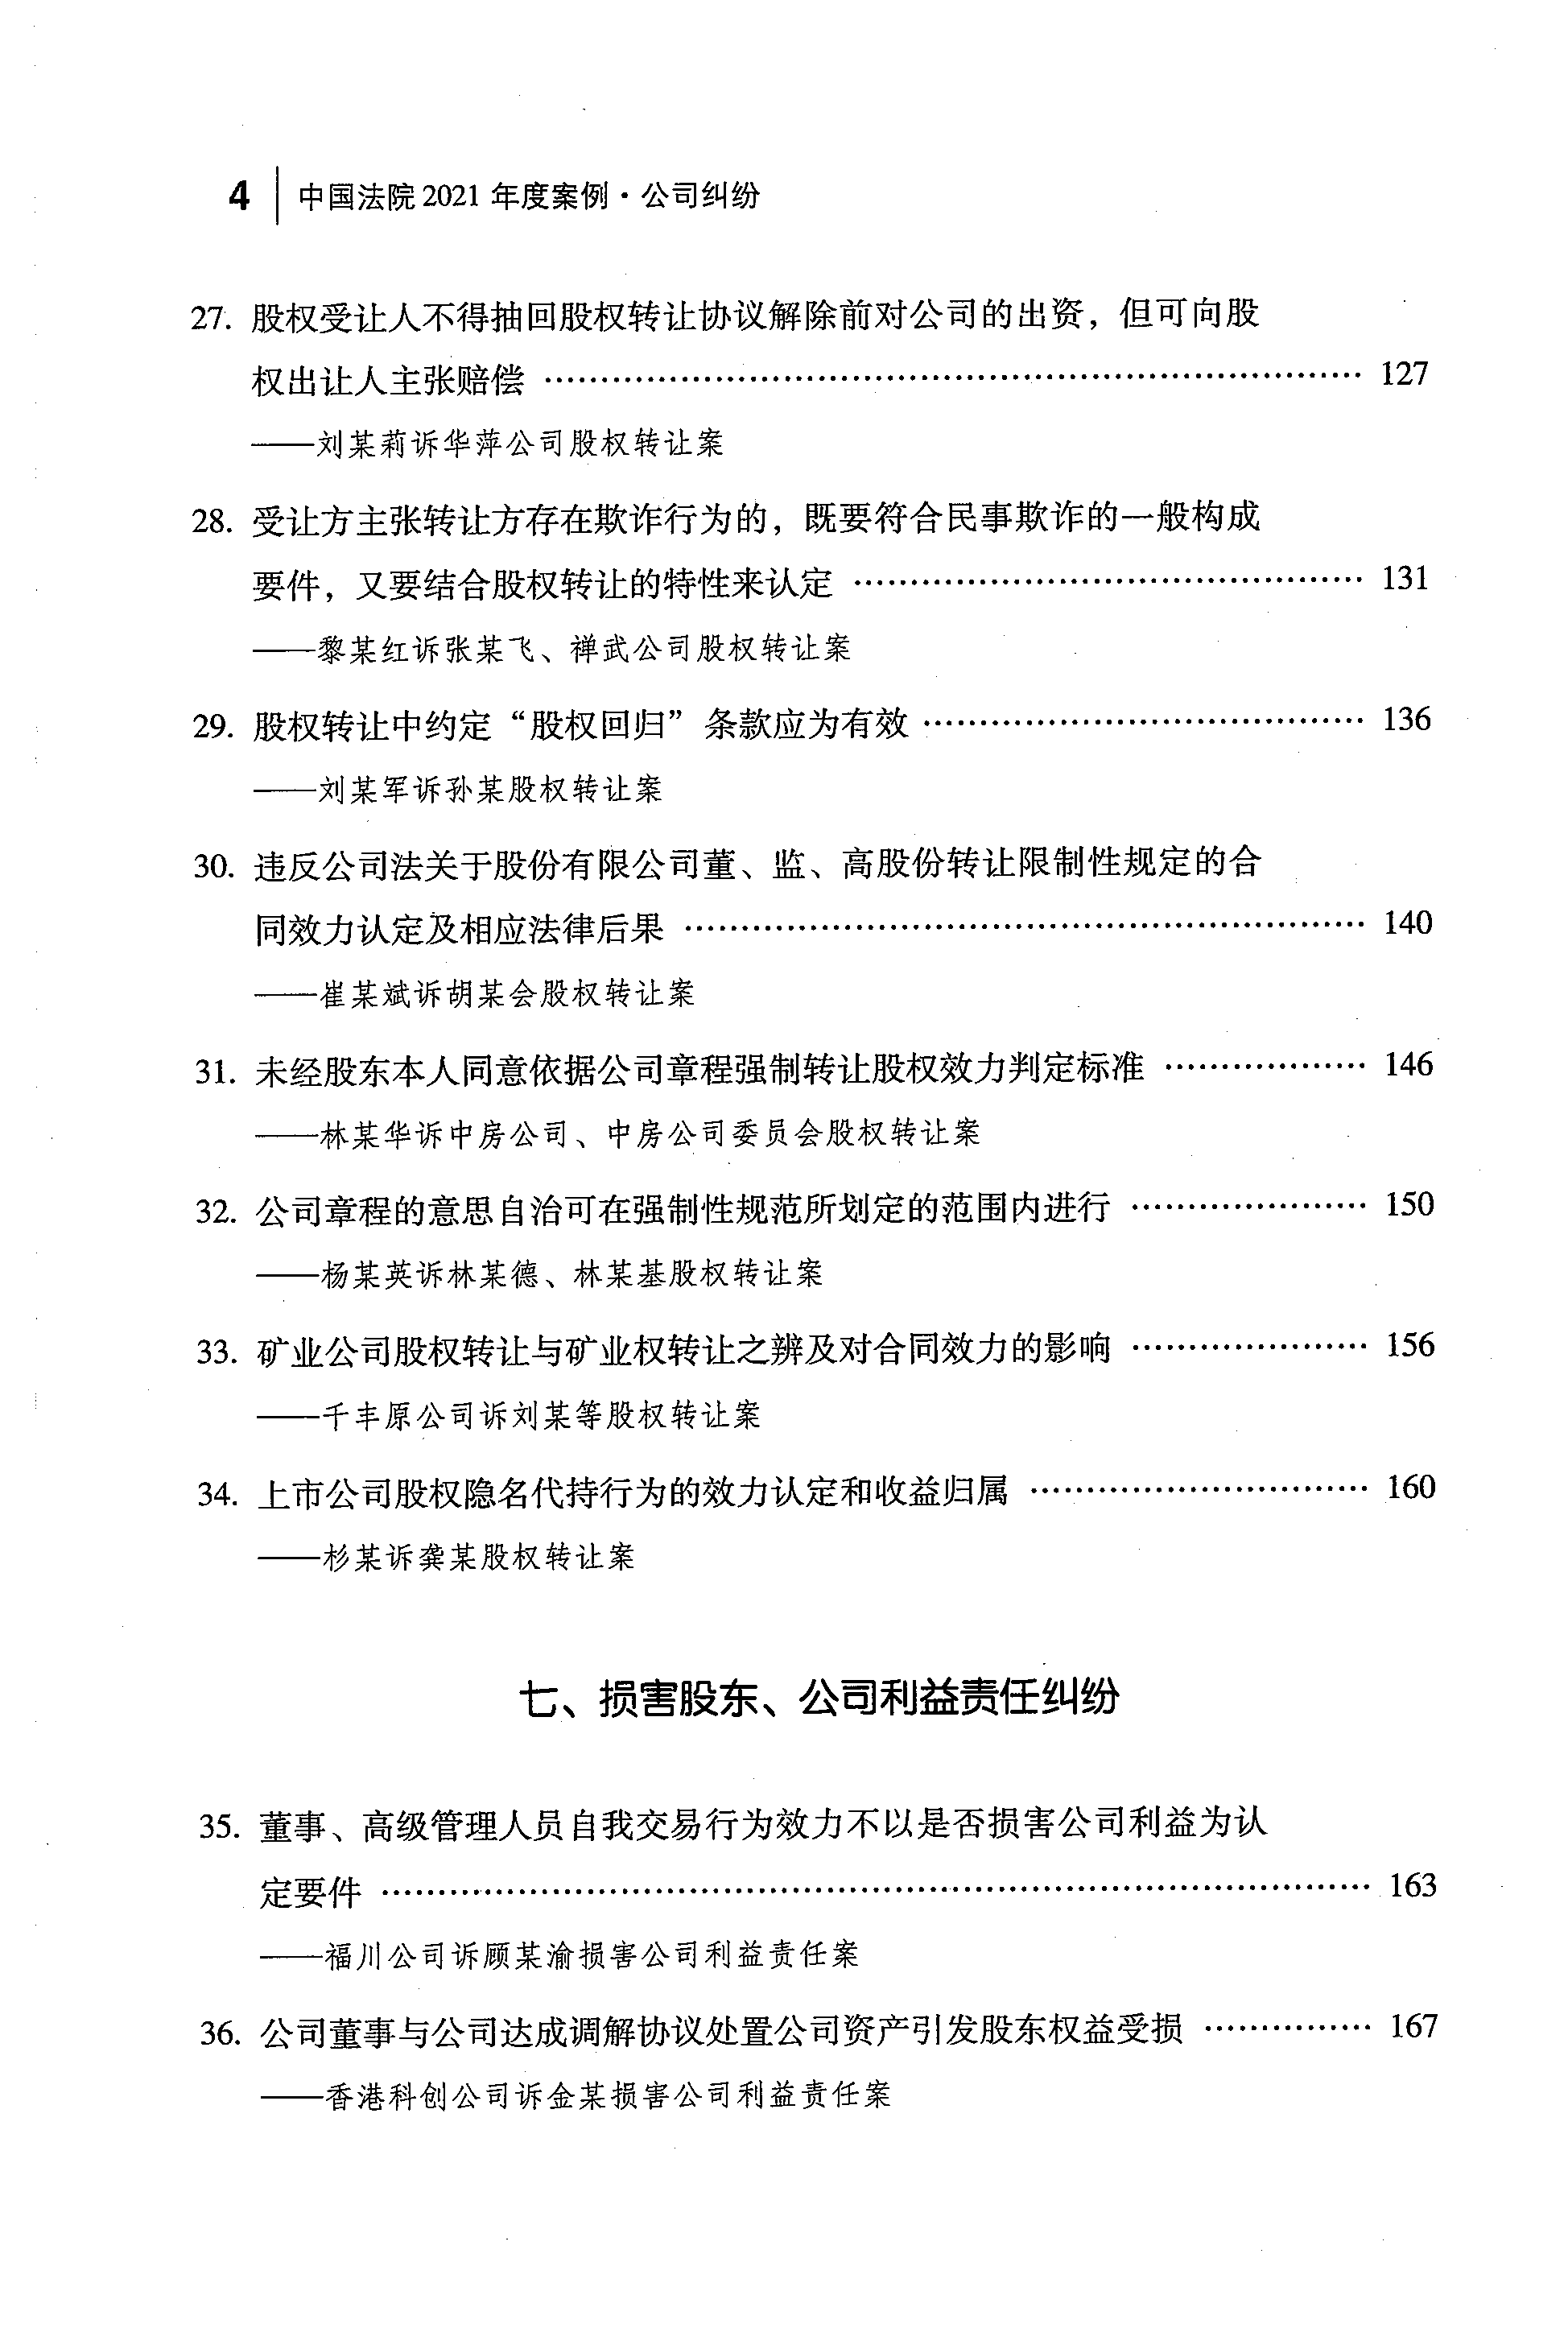 4 中国法院 2021 年度案例·公司纠纷
27. 股权受让人不得抽回股权转让协议解除前对公司的出资，但可向股
权出让人主张赔偿 …… 127
——刘某莉诉华萍公司股权转让案
28. 受让方主张转让方存在欺诈行为的，既要符合民事欺诈的一般构成
要件，又要结合股权转让的特性来认定 …… 131
——黎某红诉张某飞、禅武公司股权转让案
29. 股权转让中约定“股权回归”条款应为有效 …… 136
——刘某军诉孙某股权转让案
30. 违反公司法关于股份有限公司董、监、高股份转让限制性规定的合
同效力认定及相应法律后果 …… 140
——崔某斌诉胡某会股权转让案
31. 未经股东本人同意依据公司章程强制转让股权效力判定标准 …… 146
——林某华诉中房公司、中房公司委员会股权转让案
32. 公司章程的意思自治可在强制性规范所划定的范围内进行 …… 150
——杨某英诉林某德、林某基股权转让案
33. 矿业公司股权转让与矿业权转让之辨及对合同效力的影响 …… 156
——千丰原公司诉刘某等股权转让案
34. 上市公司股权隐名代持行为的效力认定和收益归属 …… 160
——杉某诉龚某股权转让案
七、损害股东、公司利益责任纠纷
35. 董事、高级管理人员自我交易行为效力不以是否损害公司利益为认
定要件 …… 163
——福川公司诉顾某渝损害公司利益责任案
36. 公司董事与公司达成调解协议处置公司资产引发股东权益受损 …… 167
——香港科创公司诉金某损害公司利益责任案